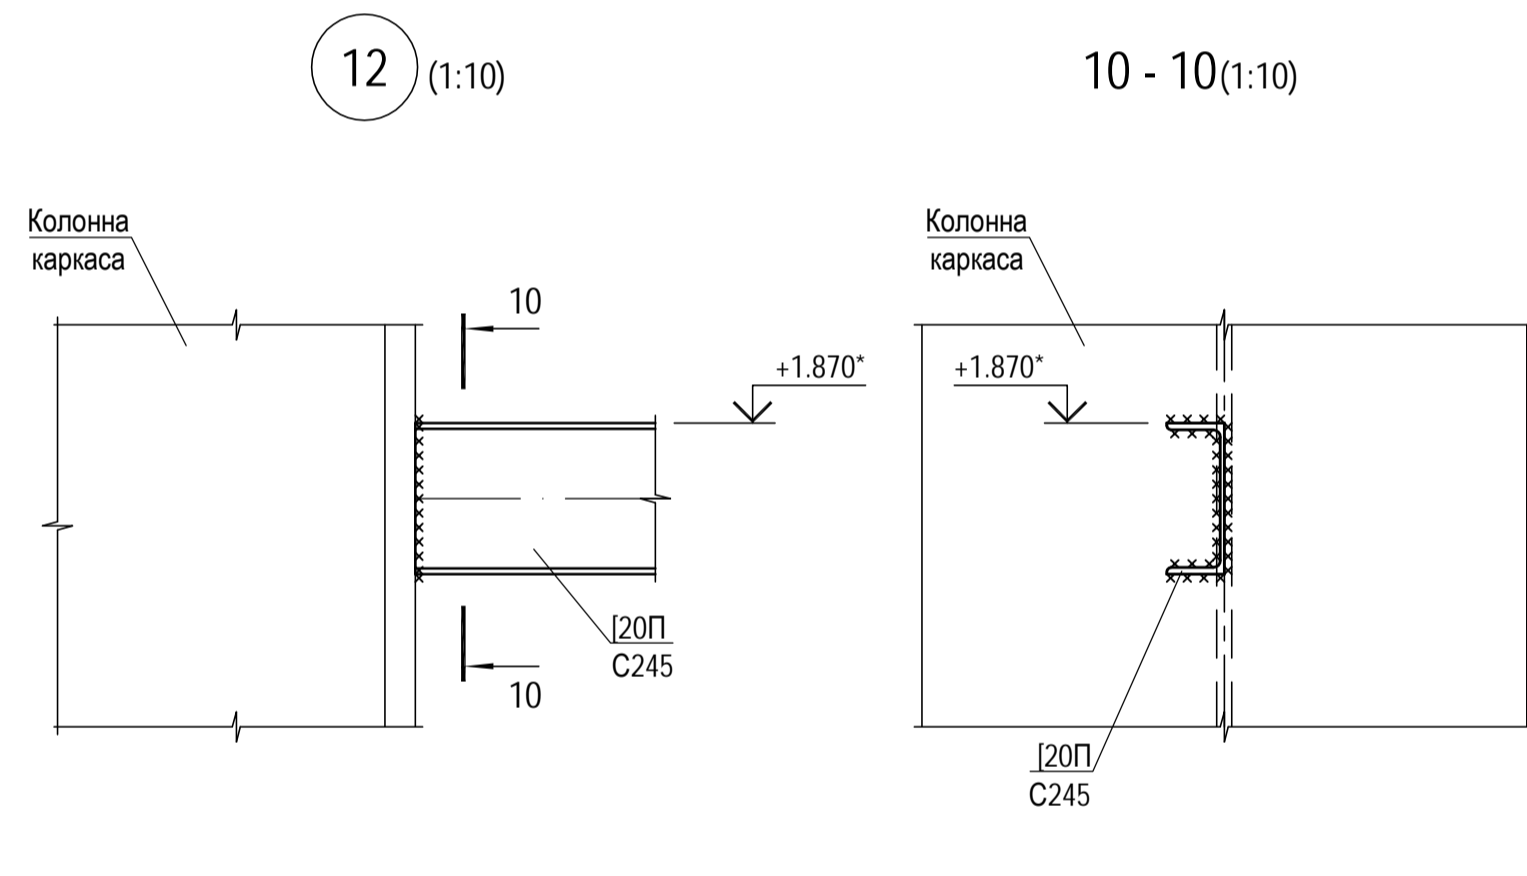 12 (1:10)
10 - 10(1:10)
Колонна
каркаса
10
+1.870*
[20П
С245
10
Колонна
каркаса
+1.870*
[20П
С245